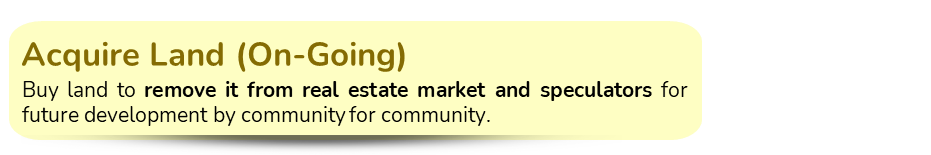 Acquire Land (On-Going)
Buy land to remove it from real estate market and speculators for
future development by community for community.